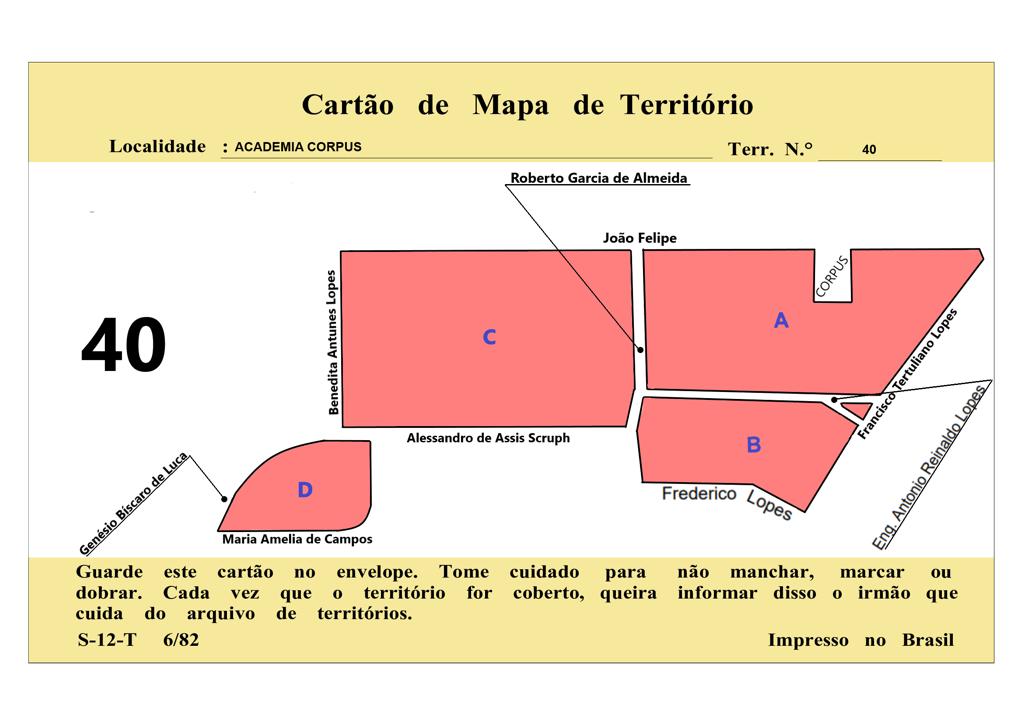 Cartão de Mapa de Território
Localidade : ACADEMIA CORPUS
Terr. N.° 40
Roberto Garcia de Almeida
João Felipe
CORPUS
Benedita Antunes Lopes
C
A
40
Francisco Tertuliano Lopes
Eng. Antonio Reinaldo Lopes
Alessandro de Assis Scruph
B
Genésio Biscaro de Luca
D
Frederico Lopes
Maria Amelia de Campos
Guarde este cartão no envelope. Tome cuidado para não manchar, marcar ou
dobrar. Cada vez que o território for coberto, queira informar disso o irmão que
cuida do arquivo de territórios.
S-12-T 6/82
Impresso no Brasil